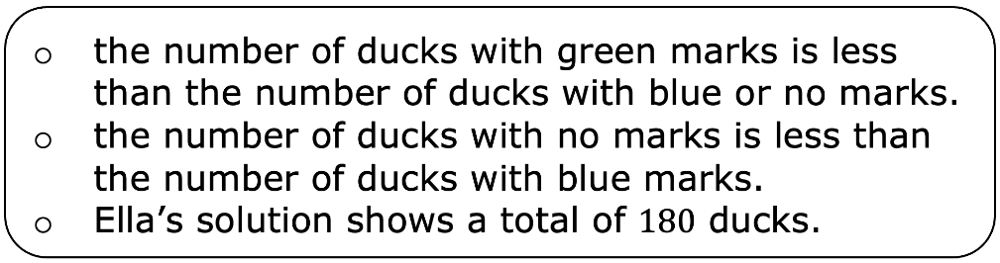 ○ the number of ducks with green marks is less
than the number of ducks with blue or no marks.
○ the number of ducks with no marks is less than
the number of ducks with blue marks.
○ Ella’s solution shows a total of 180 ducks.